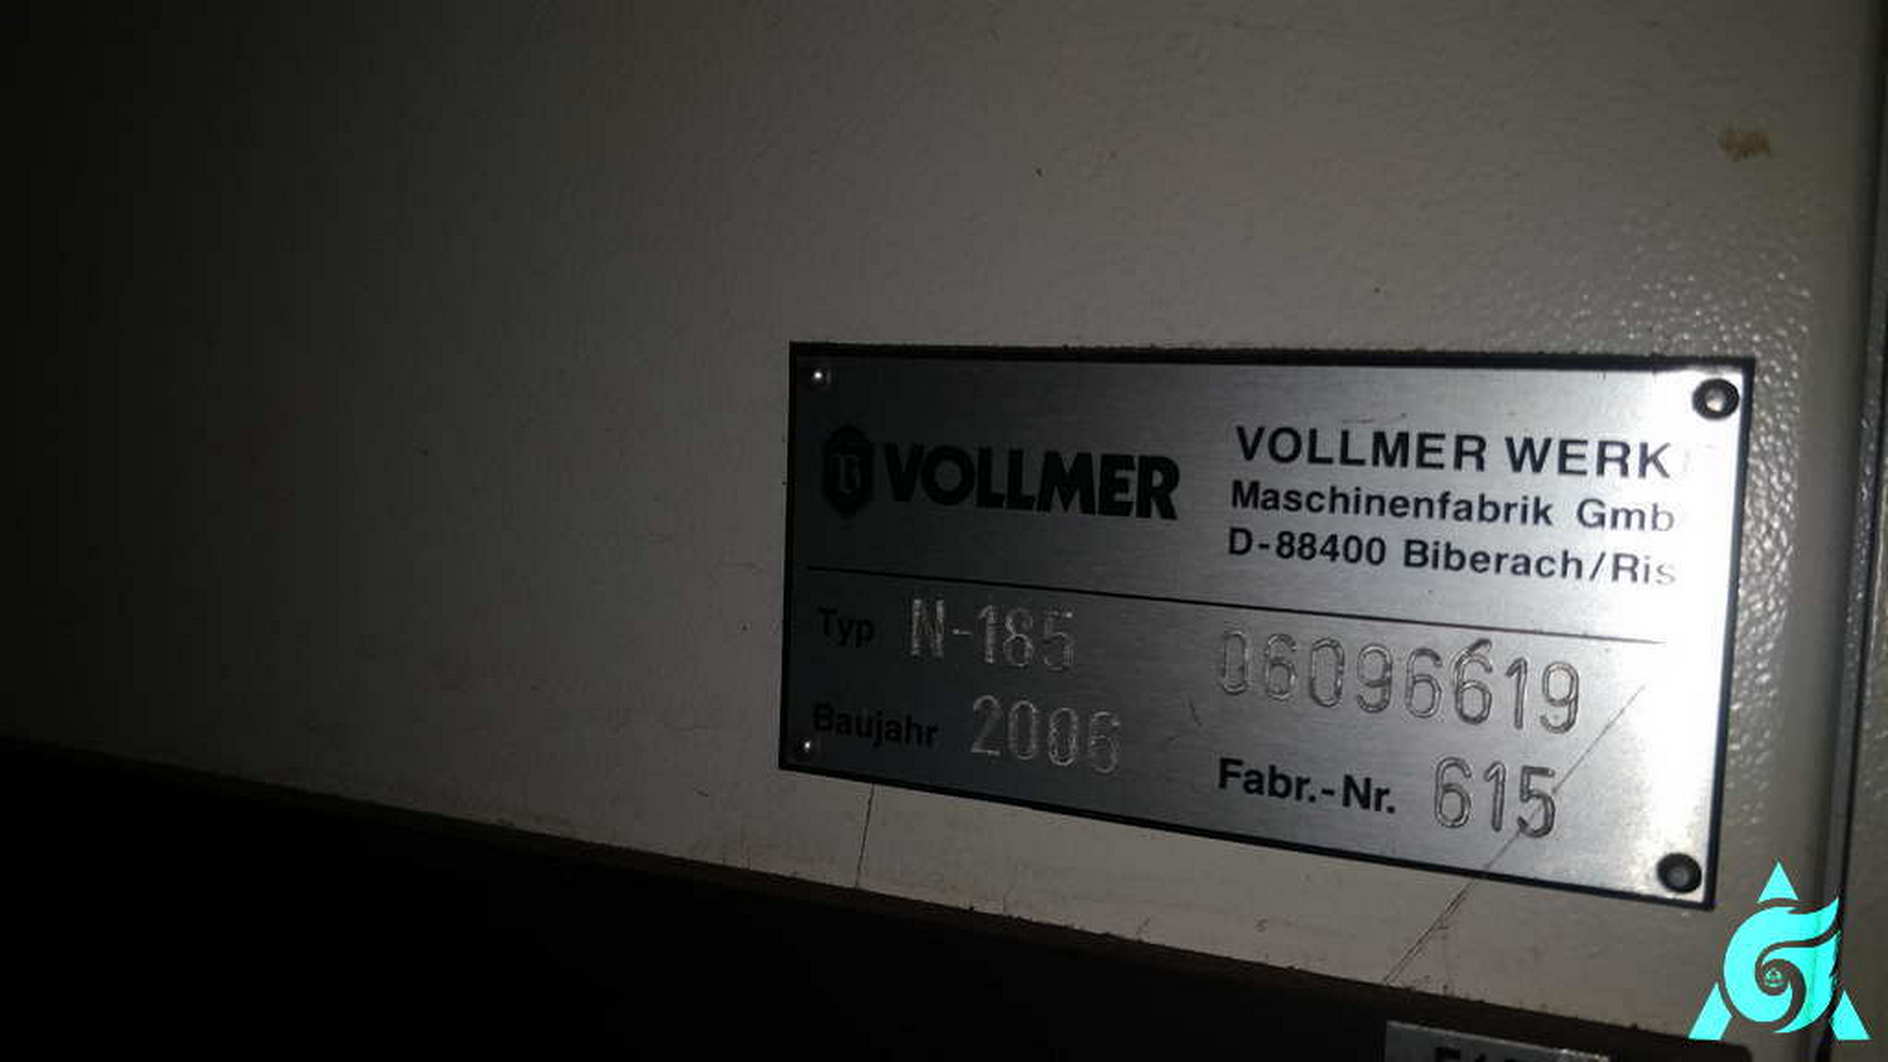 VOLLMER
VOLLMER WERK
Maschinenfabrik Gmb
D-88400 Biberach/Ris
Typ N-185 06096619
Baujahr 2006 Fabr.-Nr. 615